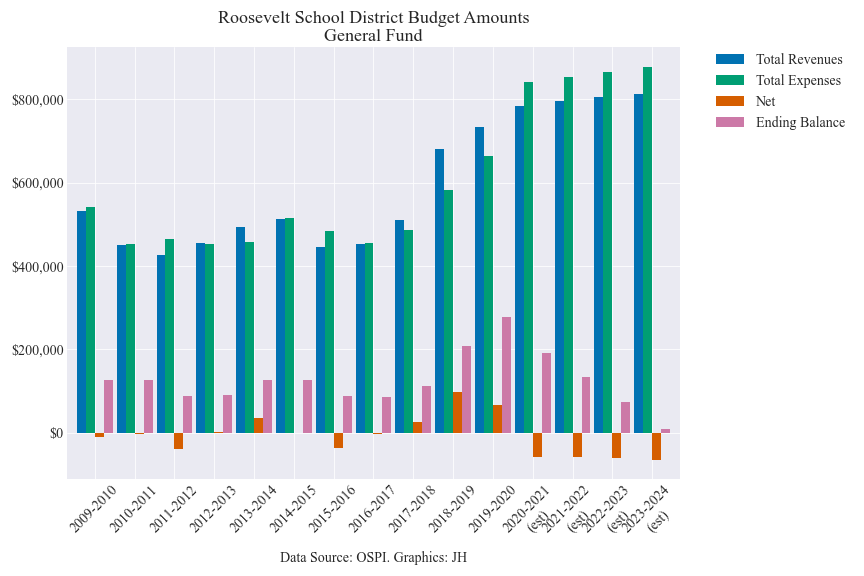 Roosevelt School District Budget Amounts
General Fund
Total Revenues
Total Expenses
Net
Ending Balance
$800,000
$600,000
$400,000
$200,000
$0
2009-2010
2010-2011
2011-2012
2012-2013
2013-2014
2014-2015
2015-2016
2016-2017
2017-2018
2018-2019
2019-2020
2020-2021
(est)
2021-2022
(est)
2022-2023
(est)
2023-2024
(est)
Data Source: OSPI. Graphics: JH